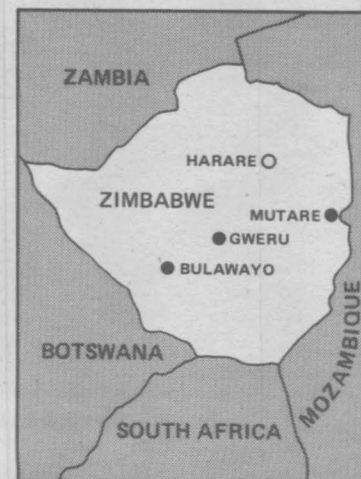 ZAMBIA
HARARE
ZIMBABWE
MUTARE
GWERU
BULAWAYO
BOTSWANA
MOZAMBIQUE
SOUTH AFRICA